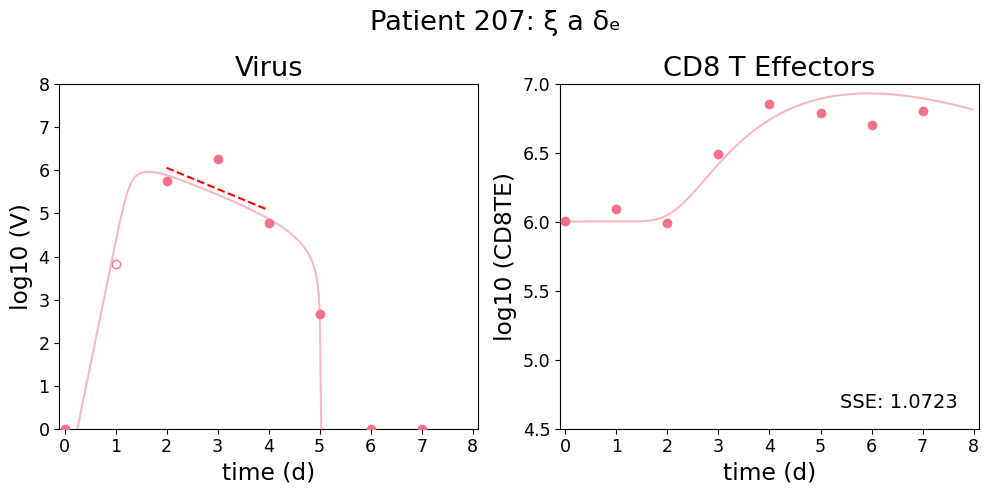 Patient 207: ξ a δₑ
Virus
CD8 T Effectors
log10 (V)
8
7
6
5
4
3
2
1
0
0 1 2 3 4 5 6 7 8
time (d)
log10 (CD8TE)
7.0
6.5
6.0
5.5
5.0
4.5
SSE: 1.0723
0 1 2 3 4 5 6 7 8
time (d)